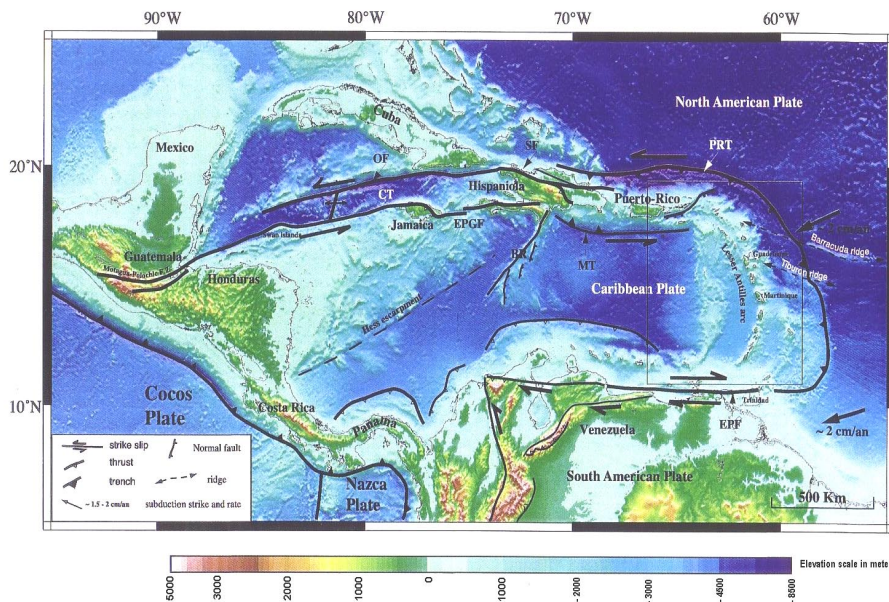 90°W
80°W
70°W
60°W
20°N
10°N
North American Plate
PRT
Mexico
Cuba
OF
SF
CT
Hispaniola
Puerto-Rico
Jamaica
EPGF
Swan islands
Guatemala
Honduras
BR
MT
Caribbean Plate
Hess escarpment
Lesser Antilles arc
Barracuda ridge
Tiburon ridge
Martinique
Cocos
Plate
Costa Rica
Panama
Nazca
Plate
Venezuela
Trinidad
EPF
~ 2 cm/an
South American Plate
500 Km
strike slip
Normal fault
thrust
trench
ridge
~ 1.5 - 2 cm/an
subduction strike and rate
5000
3000
2000
1000
0
1000
- 2000
- 3000
- 4500
- 8500
Elevation scale in mete